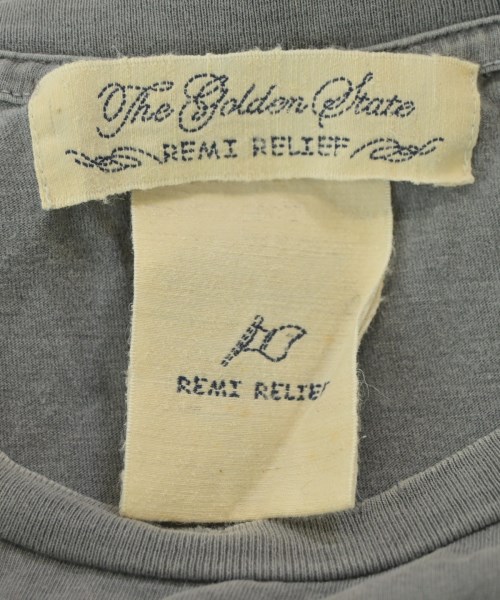 The Golden State
REMI RELIEF
REMI RELIEF